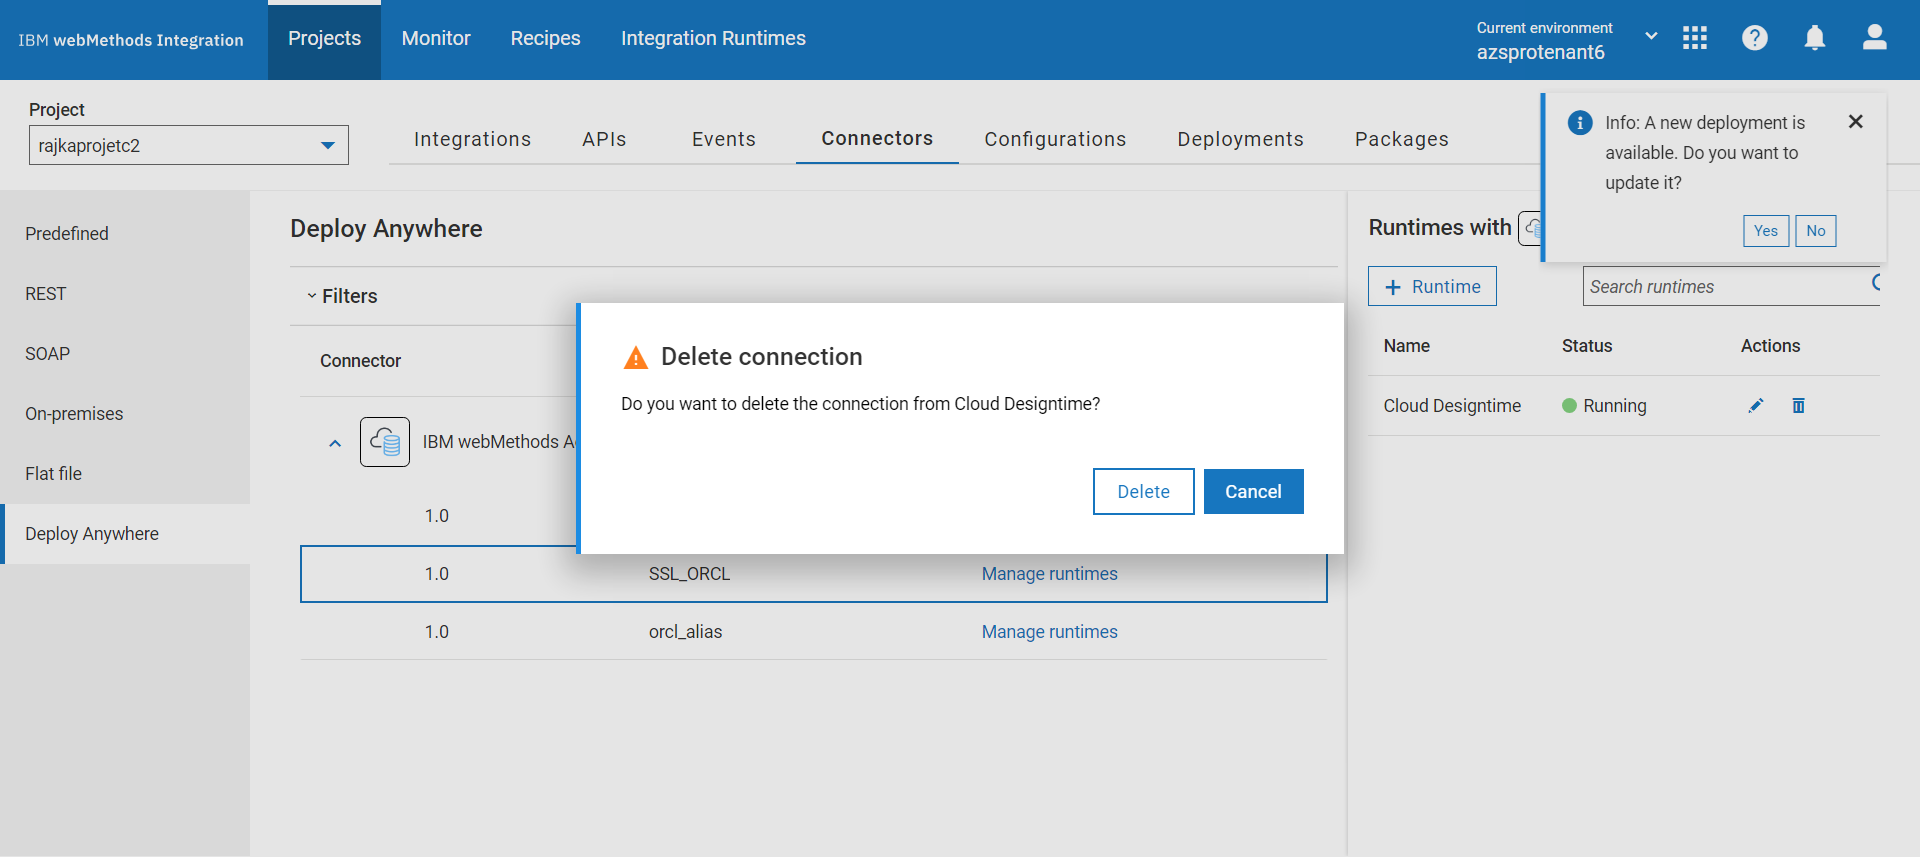 IBM webMethods Integration
Projects
Monitor
Recipes
Integration Runtimes
Current environment
azsprotenant6
Project
rajkaprojetc2
Integrations
APIs
Events
Connectors
Configurations
Deployments
Packages
Info: A new deployment is
available. Do you want to
update it?
Yes
No
Predefined
REST
SOAP
On-premises
Flat file
Deploy Anywhere
Deploy Anywhere
Filters
Connector
IBM webMethods
1.0
1.0
SSL_ORCL
Manage runtimes
1.0
orcl_alias
Manage runtimes
Delete connection
Do you want to delete the connection from Cloud Designtime?
Delete
Cancel
Runtimes with
Runtime
Search runtimes
Name
Status
Actions
Cloud Designtime
Running